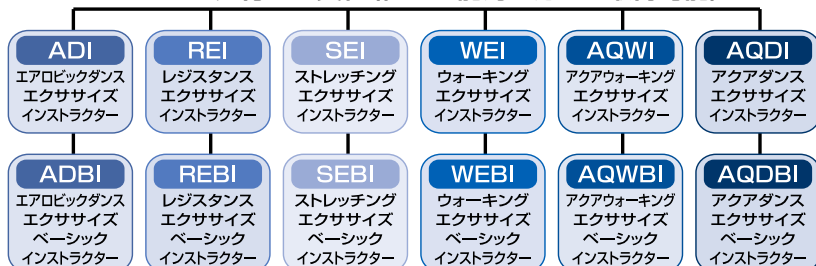 ADI
エアロビックダンス
エクササイズ
インストラクター
REI
レジスタンス
エクササイズ
インストラクター
SEI
ストレッチング
エクササイズ
インストラクター
WEI
ウォーキング
エクササイズ
インストラクター
AQWI
アクアウォーキング
エクササイズ
インストラクター
AQDI
アクアダンス
エクササイズ
インストラクター
ADBI
エアロビックダンス
エクササイズ
ベーシック
インストラクター
REBI
レジスタンス
エクササイズ
ベーシック
インストラクター
SEBI
ストレッチング
エクササイズ
ベーシック
インストラクター
WEBI
ウォーキング
エクササイズ
ベーシック
インストラクター
AQWBI
アクアウォーキング
エクササイズ
ベーシック
インストラクター
AQDBI
アクアダンス
エクササイズ
ベーシック
インストラクター